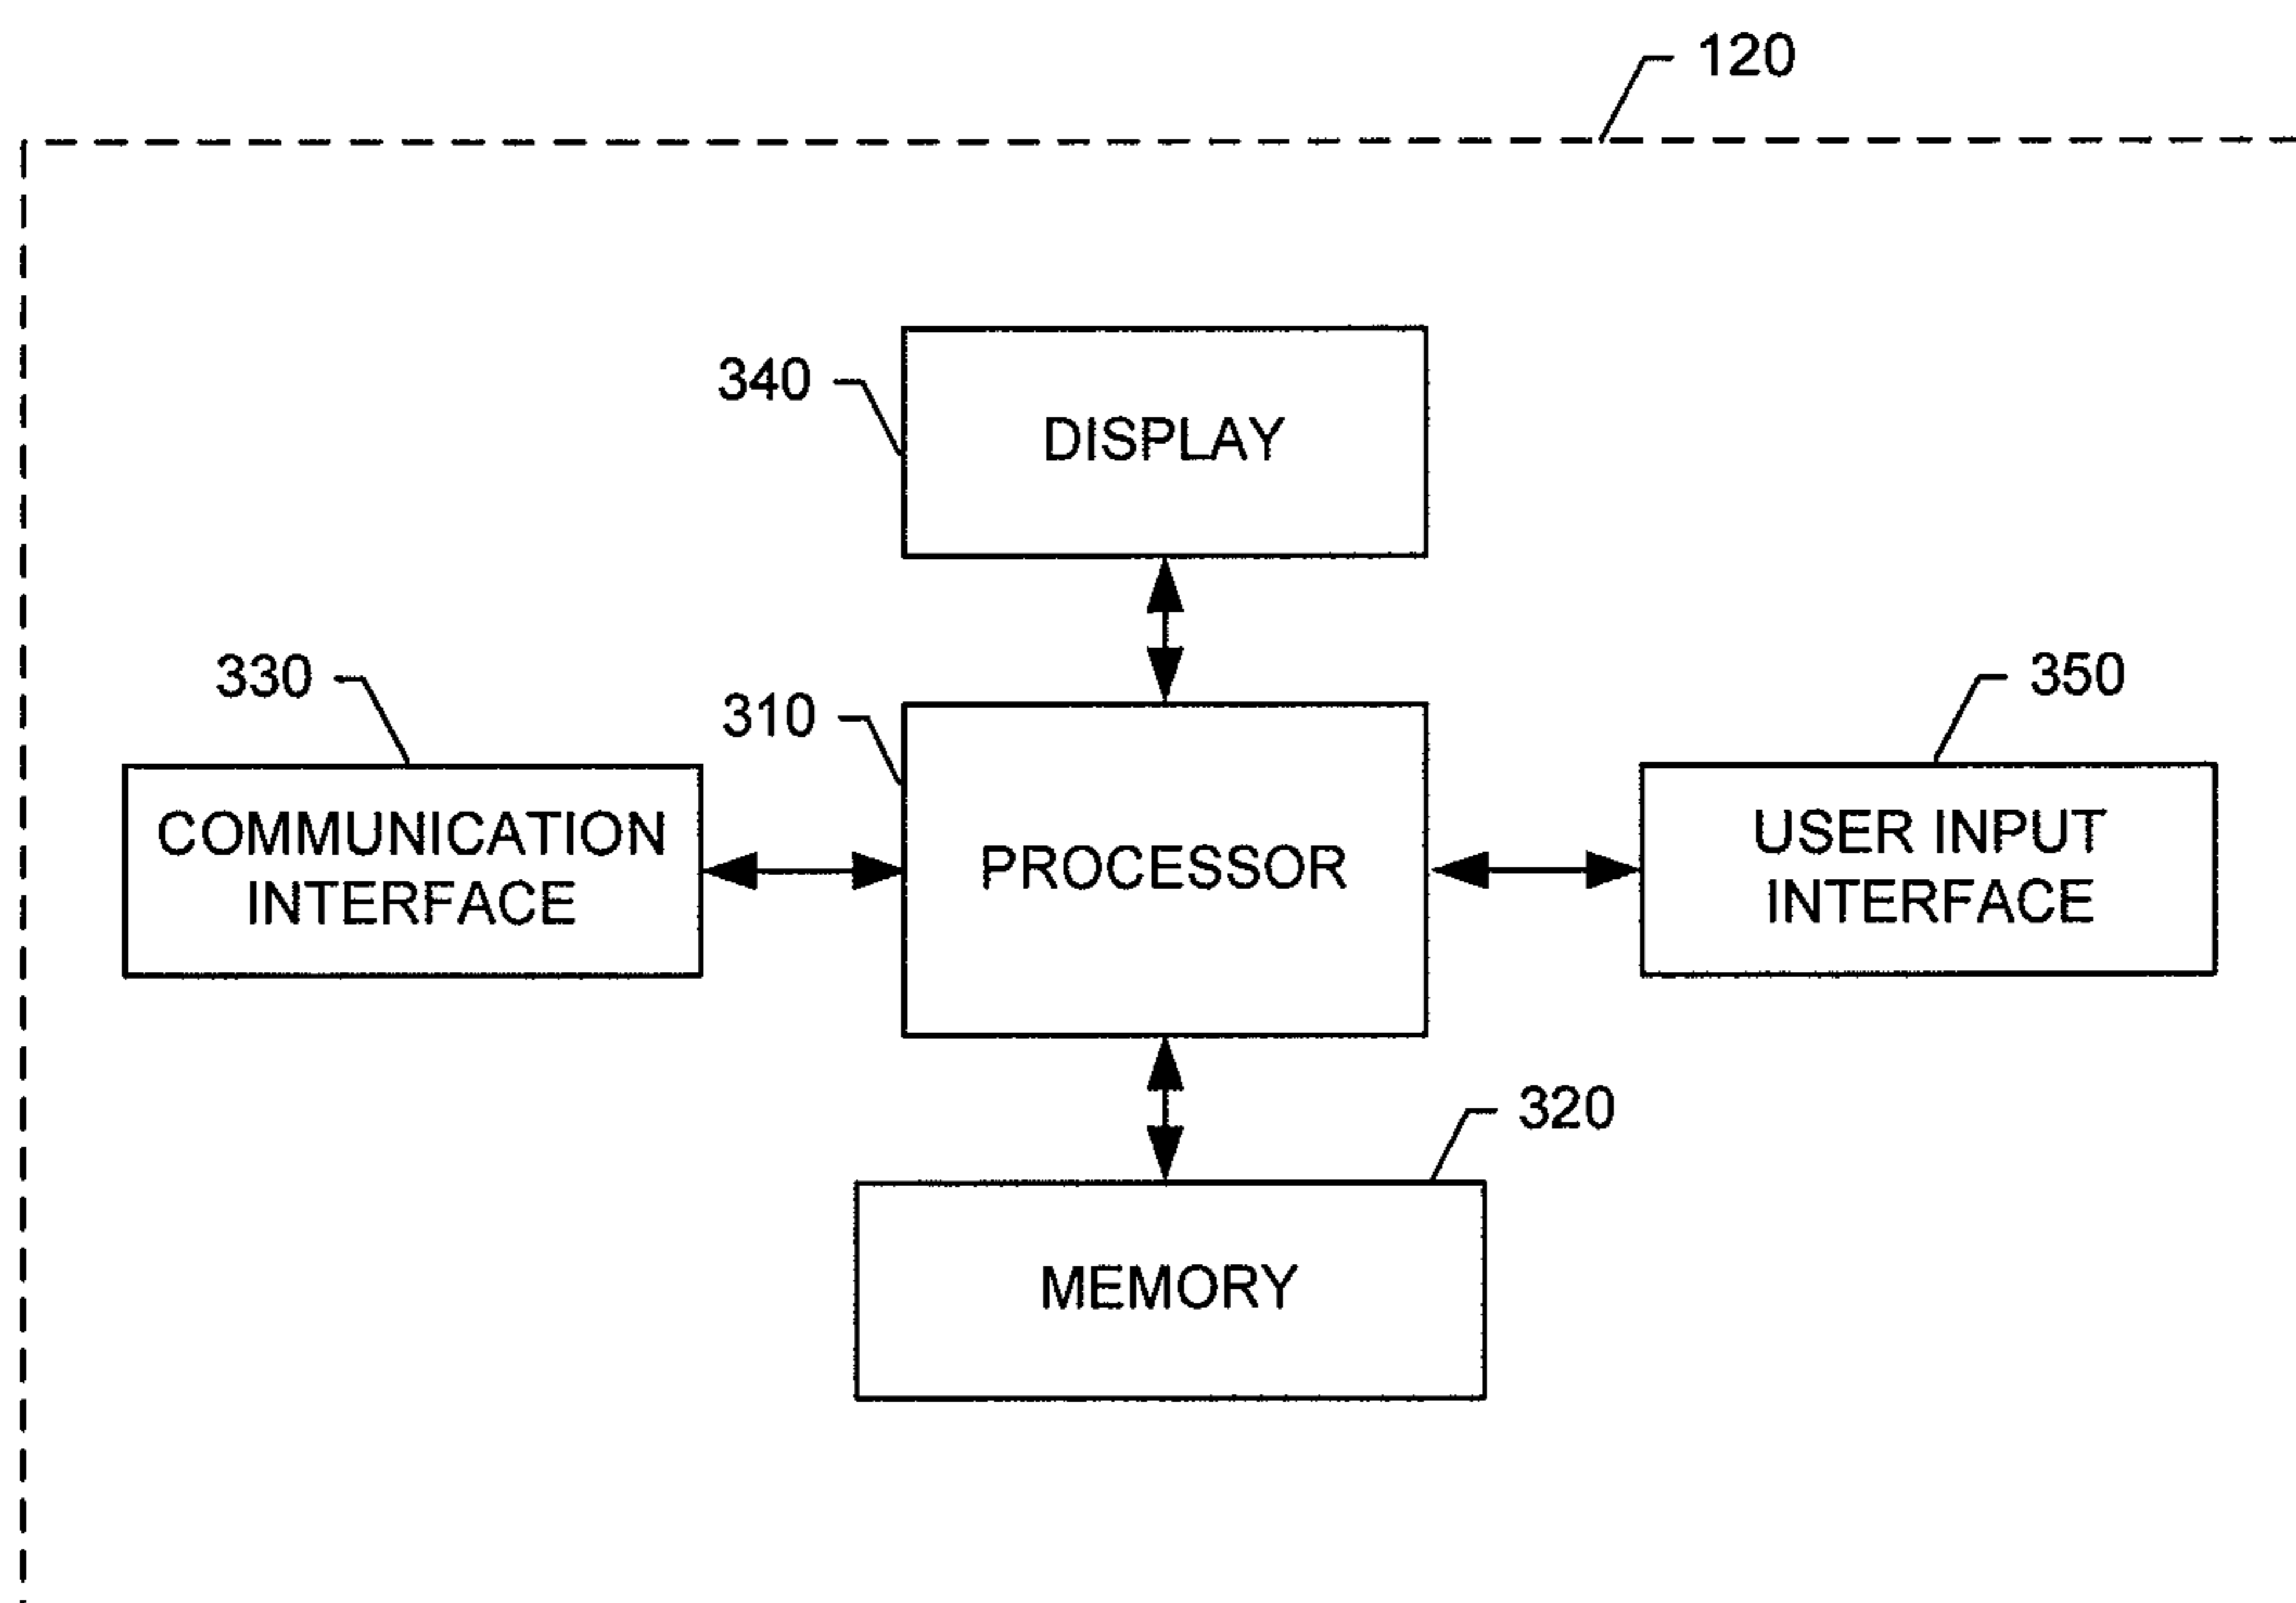 120
340
DISPLAY
330
310
350
COMMUNICATION
INTERFACE
PROCESSOR
USER INPUT
INTERFACE
320
MEMORY